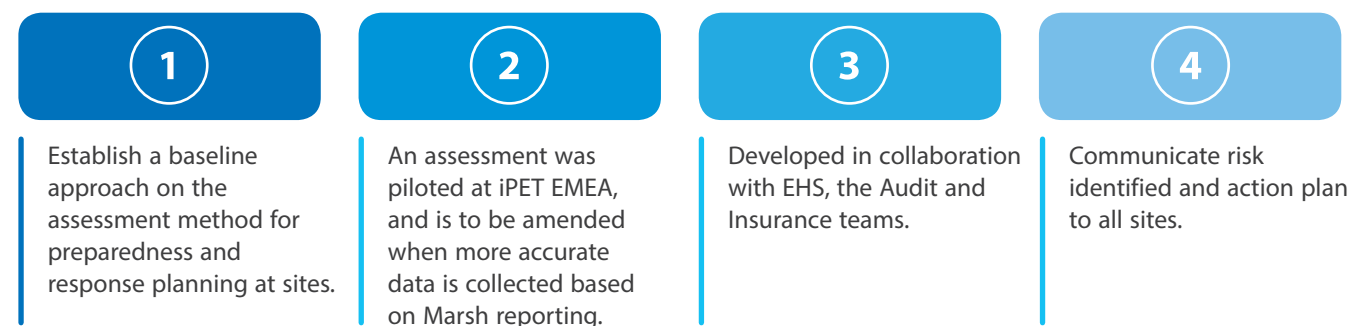 1
Establish a baseline
approach on the
assessment method for
preparedness and
response planning at sites.
2
An assessment was
piloted at iPET EMEA,
and is to be amended
when more accurate
data is collected based
on Marsh reporting.
3
Developed in collaboration
with EHS, the Audit and
Insurance teams.
4
Communicate risk
identified and action plan
to all sites.